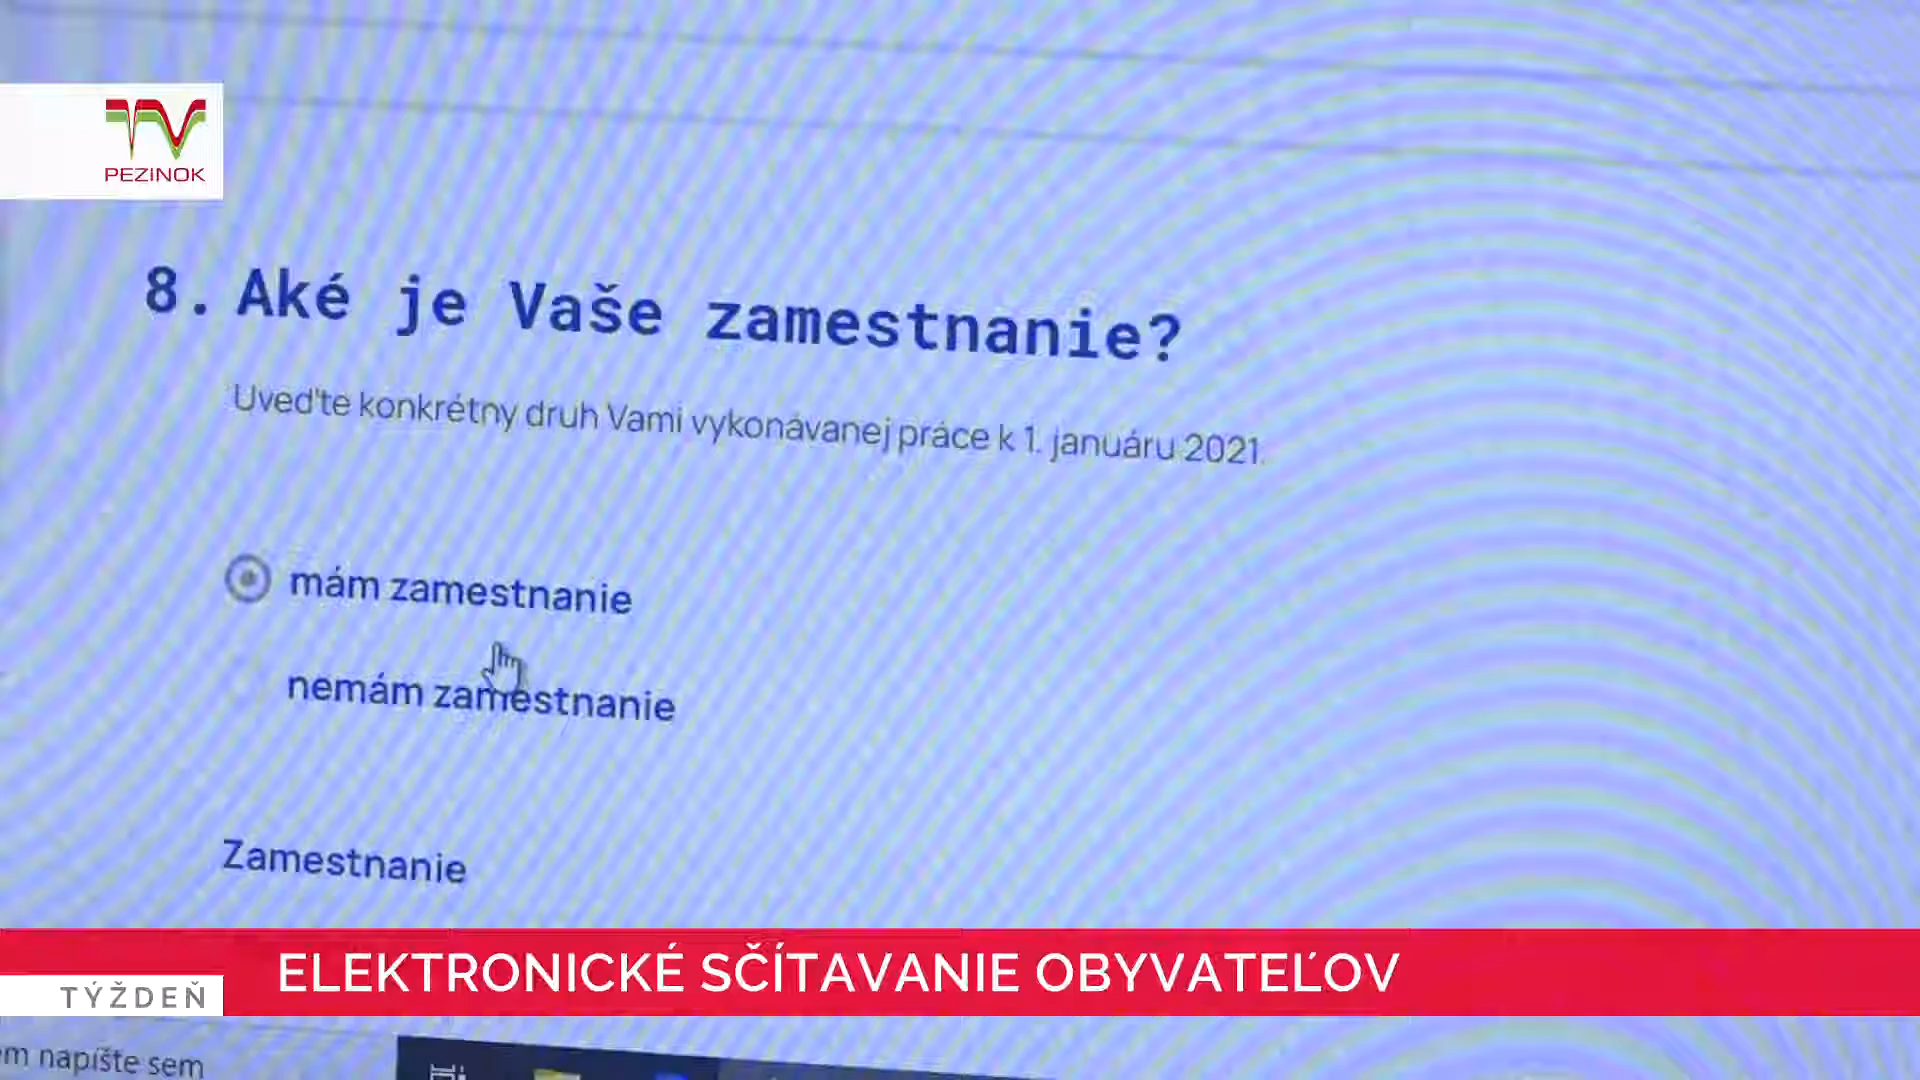 TV
PEZINOK
8. Aké je Vaše zamestnanie?
Uveďte konkrétny druh Vami vykonávanej práce k 1. januáru 2021.
mám zamestnanie
nemám zamestnanie
Zamestnanie
ELEKTRONICKÉ SČÍTAVANIE OBYVATEĽOV
TÝŽDEŇ
napíšte sem